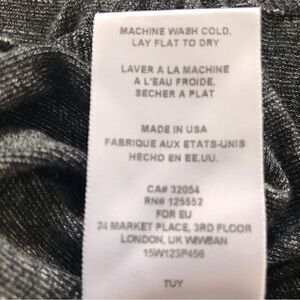 MACHINE WASH COLD,
LAY FLAT TO DRY
LAVER A LA MACHINE
A L'EAU FROIDE,
SECHER A PLAT
MADE IN USA
FABRIQUE AUX ETATS-UNIS
HECHO EN EE.UU.
CA# 32054
RN# 125552
FOR EU
24 MARKET PLACE, 3RD FLOOR
LONDON, UK WIWBAN
15W123P456
TUY